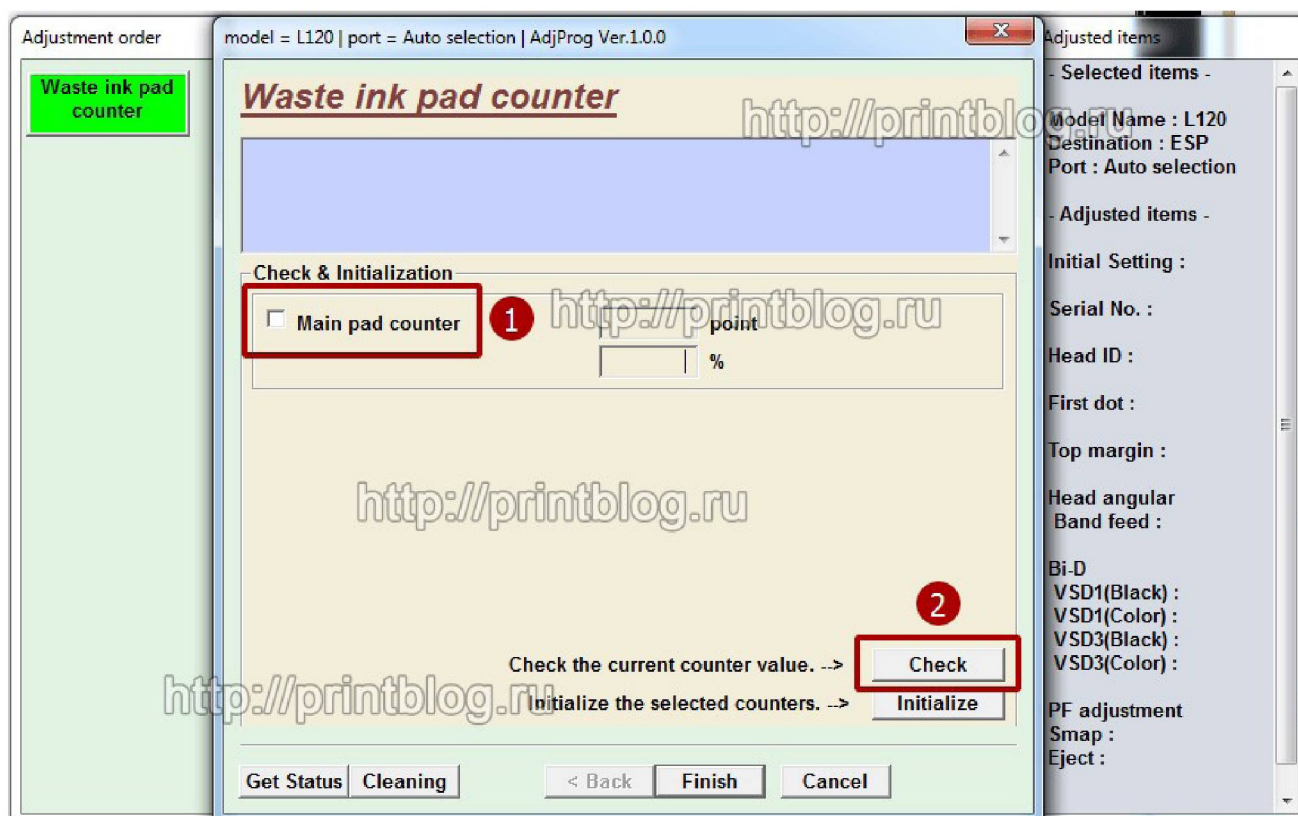 Adjustment order
Waste ink pad
counter
model = L120 | port = Auto selection | AdjProg Ver.1.0.0
x
Waste ink pad counter
http://printblog.ru
Check & Initialization
Main pad counter
1
http://printblog.ru
point
%
http://printblog.ru
2
Check the current counter value. -->
Check
http://printblog.ru
Initialize the selected counters. -->
Initialize
Get Status
Cleaning
< Back
Finish
Cancel
Adjusted items
- Selected items -
Model Name : L120
Destination : ESP
Port : Auto selection
- Adjusted items -
Initial Setting :
Serial No. :
Head ID :
First dot :
Top margin :
Head angular
Band feed :
Bi-D
VSD1(Black) :
VSD1(Color) :
VSD3(Black) :
VSD3(Color) :
PF adjustment
Smap :
Eject :